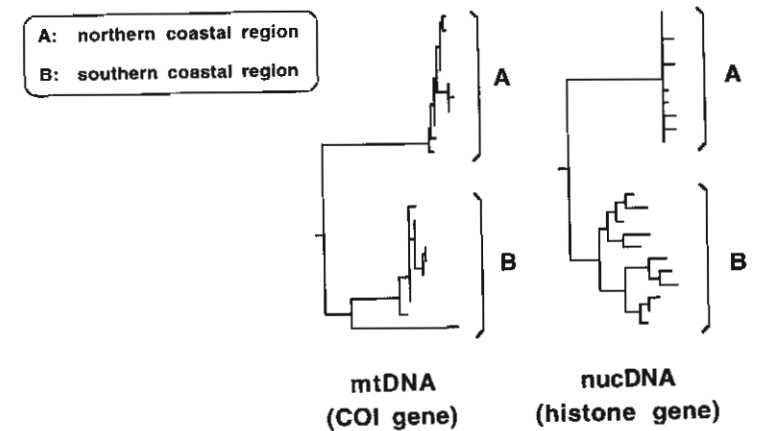 A: northern coastal region
B: southern coastal region
A
B
mtDNA
(COI gene)
A
B
nucDNA
(histone gene)